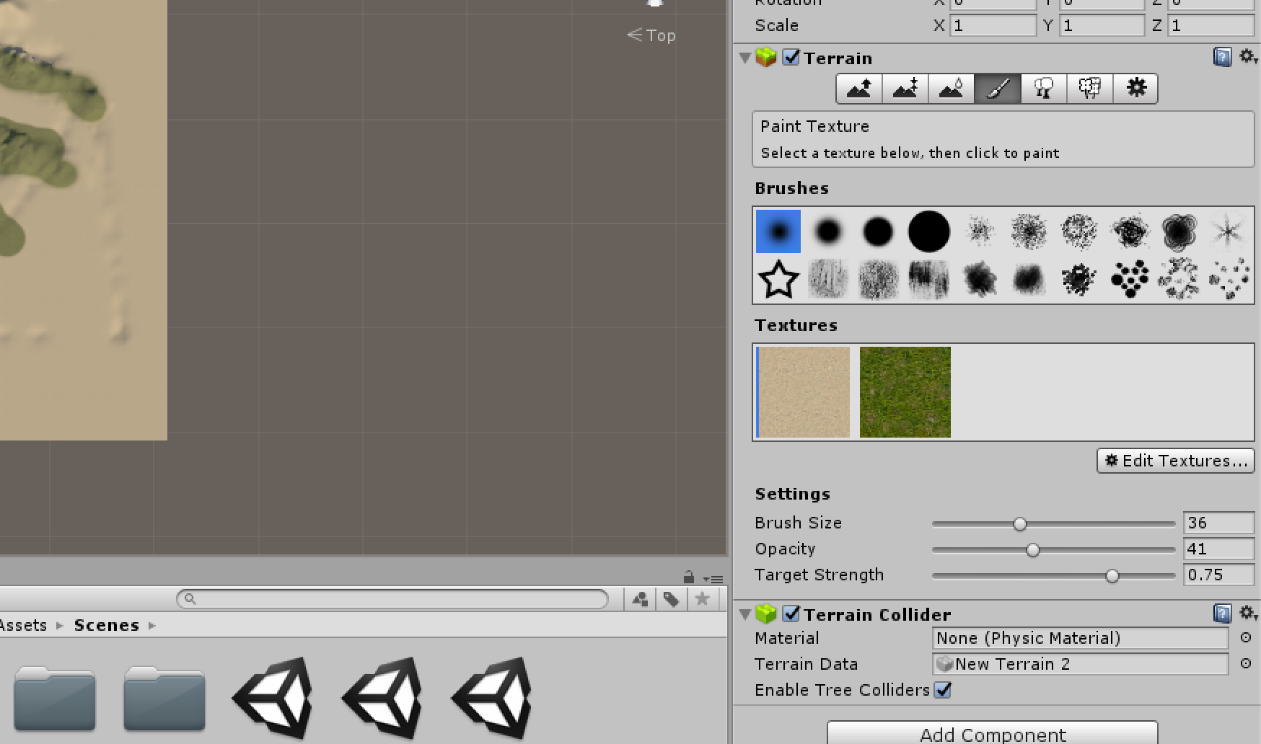 Rotation X 0 Y 0 Z 0
Scale X 1 Y 1 Z 1
Top
Terrain
Paint Texture
Select a texture below, then click to paint
Brushes
Textures
Edit Textures...
Settings
Brush Size 36
Opacity 41
Target Strength 0.75
Assets ▸ Scenes ▸
Terrain Collider
Material None (Physic Material)
Terrain Data New Terrain 2
Enable Tree Colliders
Add Component